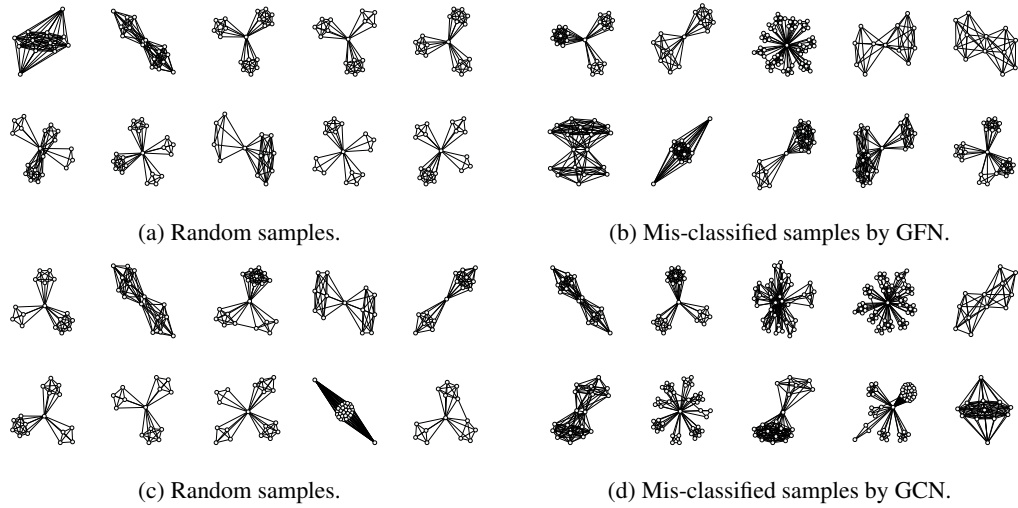 (a) Random samples.
(b) Mis-classified samples by GFN.
(c) Random samples.
(d) Mis-classified samples by GCN.